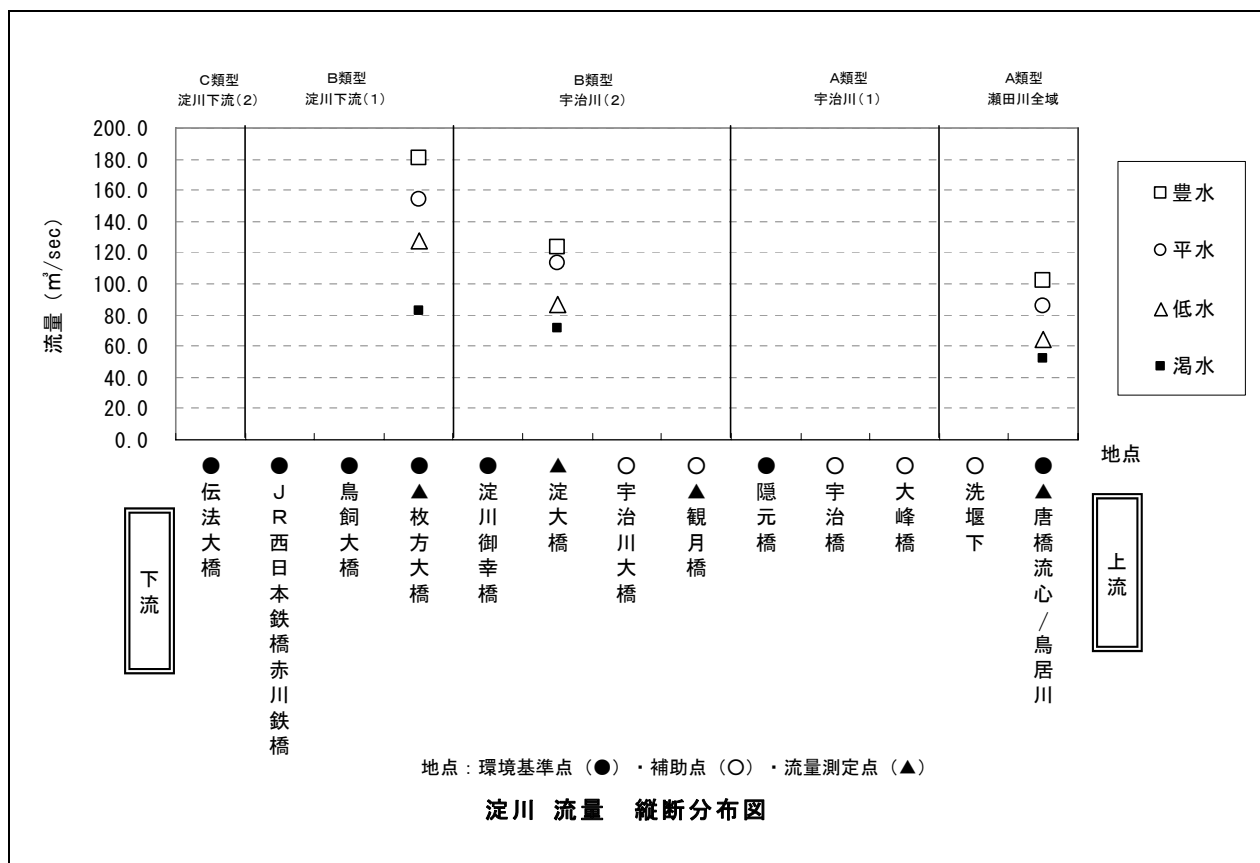 C類型
淀川下流(2)
B類型
淀川下流(1)
B類型
宇治川(2)
A類型
宇治川(1)
A類型
瀬田川全域
流量 (㎥/sec)
200.0
180.0
160.0
140.0
120.0
100.0
80.0
60.0
40.0
20.0
0.0
□豊水
○平水
△低水
■渇水
地点
●伝法大橋
●JR西日本鉄橋赤川鉄橋
●鳥飼大橋
●▲枚方大橋
●淀川御幸橋
▲淀大橋
○宇治川大橋
○▲観月橋
●隠元橋
○宇治橋
○大峰橋
○洗堰下
●▲唐橋流心/鳥居川
下流
上流
地点:環境基準点(●)・補助点(○)・流量測定点(▲)
淀川 流量 縦断分布図